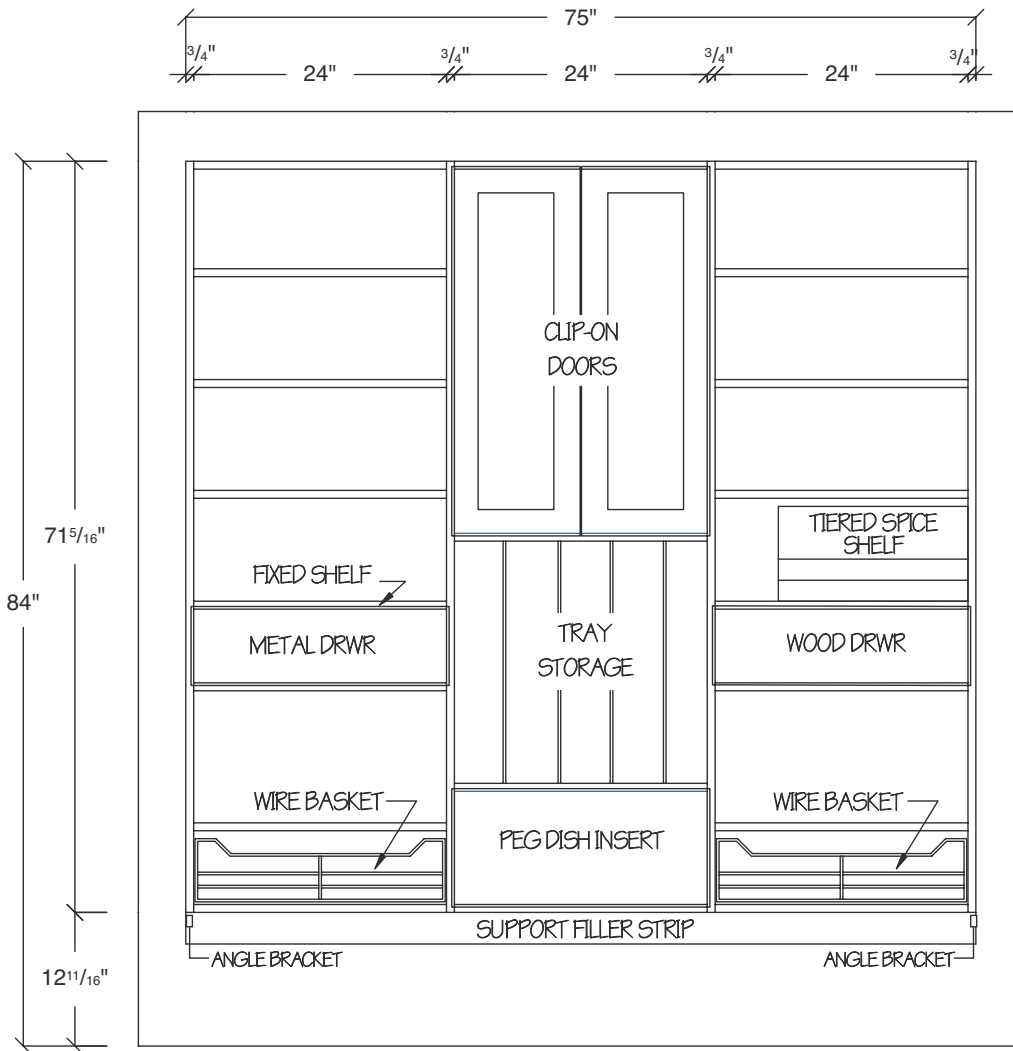 75"
3/4" 3/4" 3/4" 3/4"
24" 24" 24"
CLIP-ON
DOORS
71 5/16"
TIERED SPICE
SHELF
FIXED SHELF
84"
METAL DRWR
TRAY
STORAGE
WOOD DRWR
WIRE BASKET
WIRE BASKET
PEG DISH INSERT
SUPPORT FILLER STRIP
ANGLE BRACKET
ANGLE BRACKET
12 11/16"